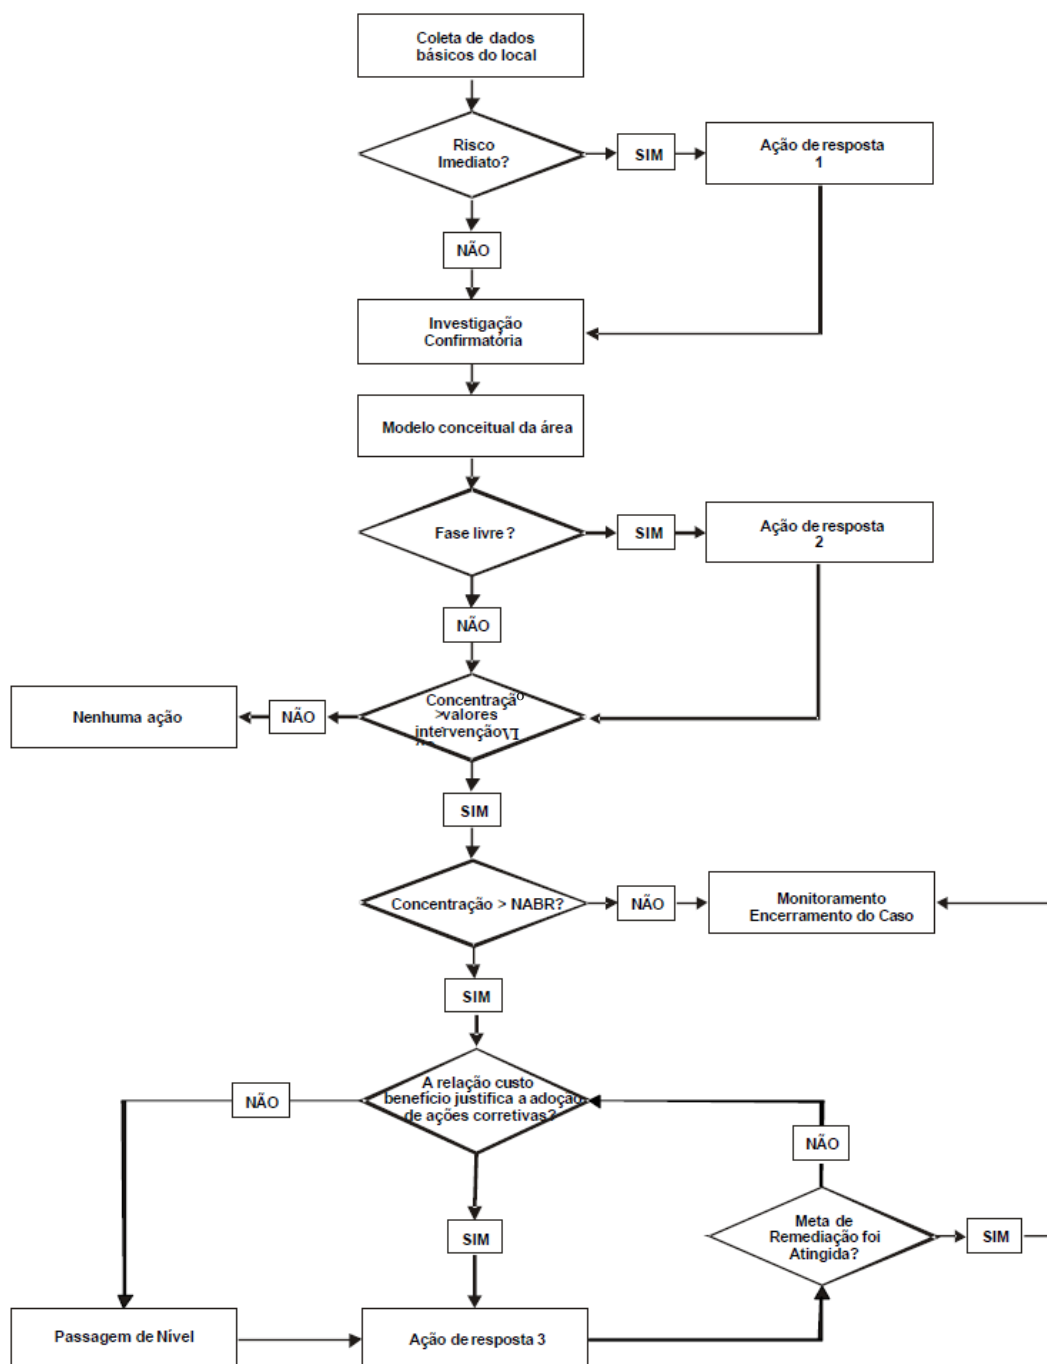 Coleta de dados
básicos do local
Risco
Imediato?
SIM
Ação de resposta
1
NÃO
Investigação
Confirmatória
Modelo conceitual da área
Fase livre ?
SIM
Ação de resposta
2
NÃO
Concentração
>valores
intervenção VI
Nenhuma ação
NÃO
SIM
Concentração > NABR?
NÃO
Monitoramento
Encerramento do Caso
SIM
A relação custo
benefício justifica a adoção
de ações corretivas?
NÃO
NÃO
SIM
Meta de
Remediação foi
Atingida?
SIM
Passagem de Nível
Ação de resposta 3